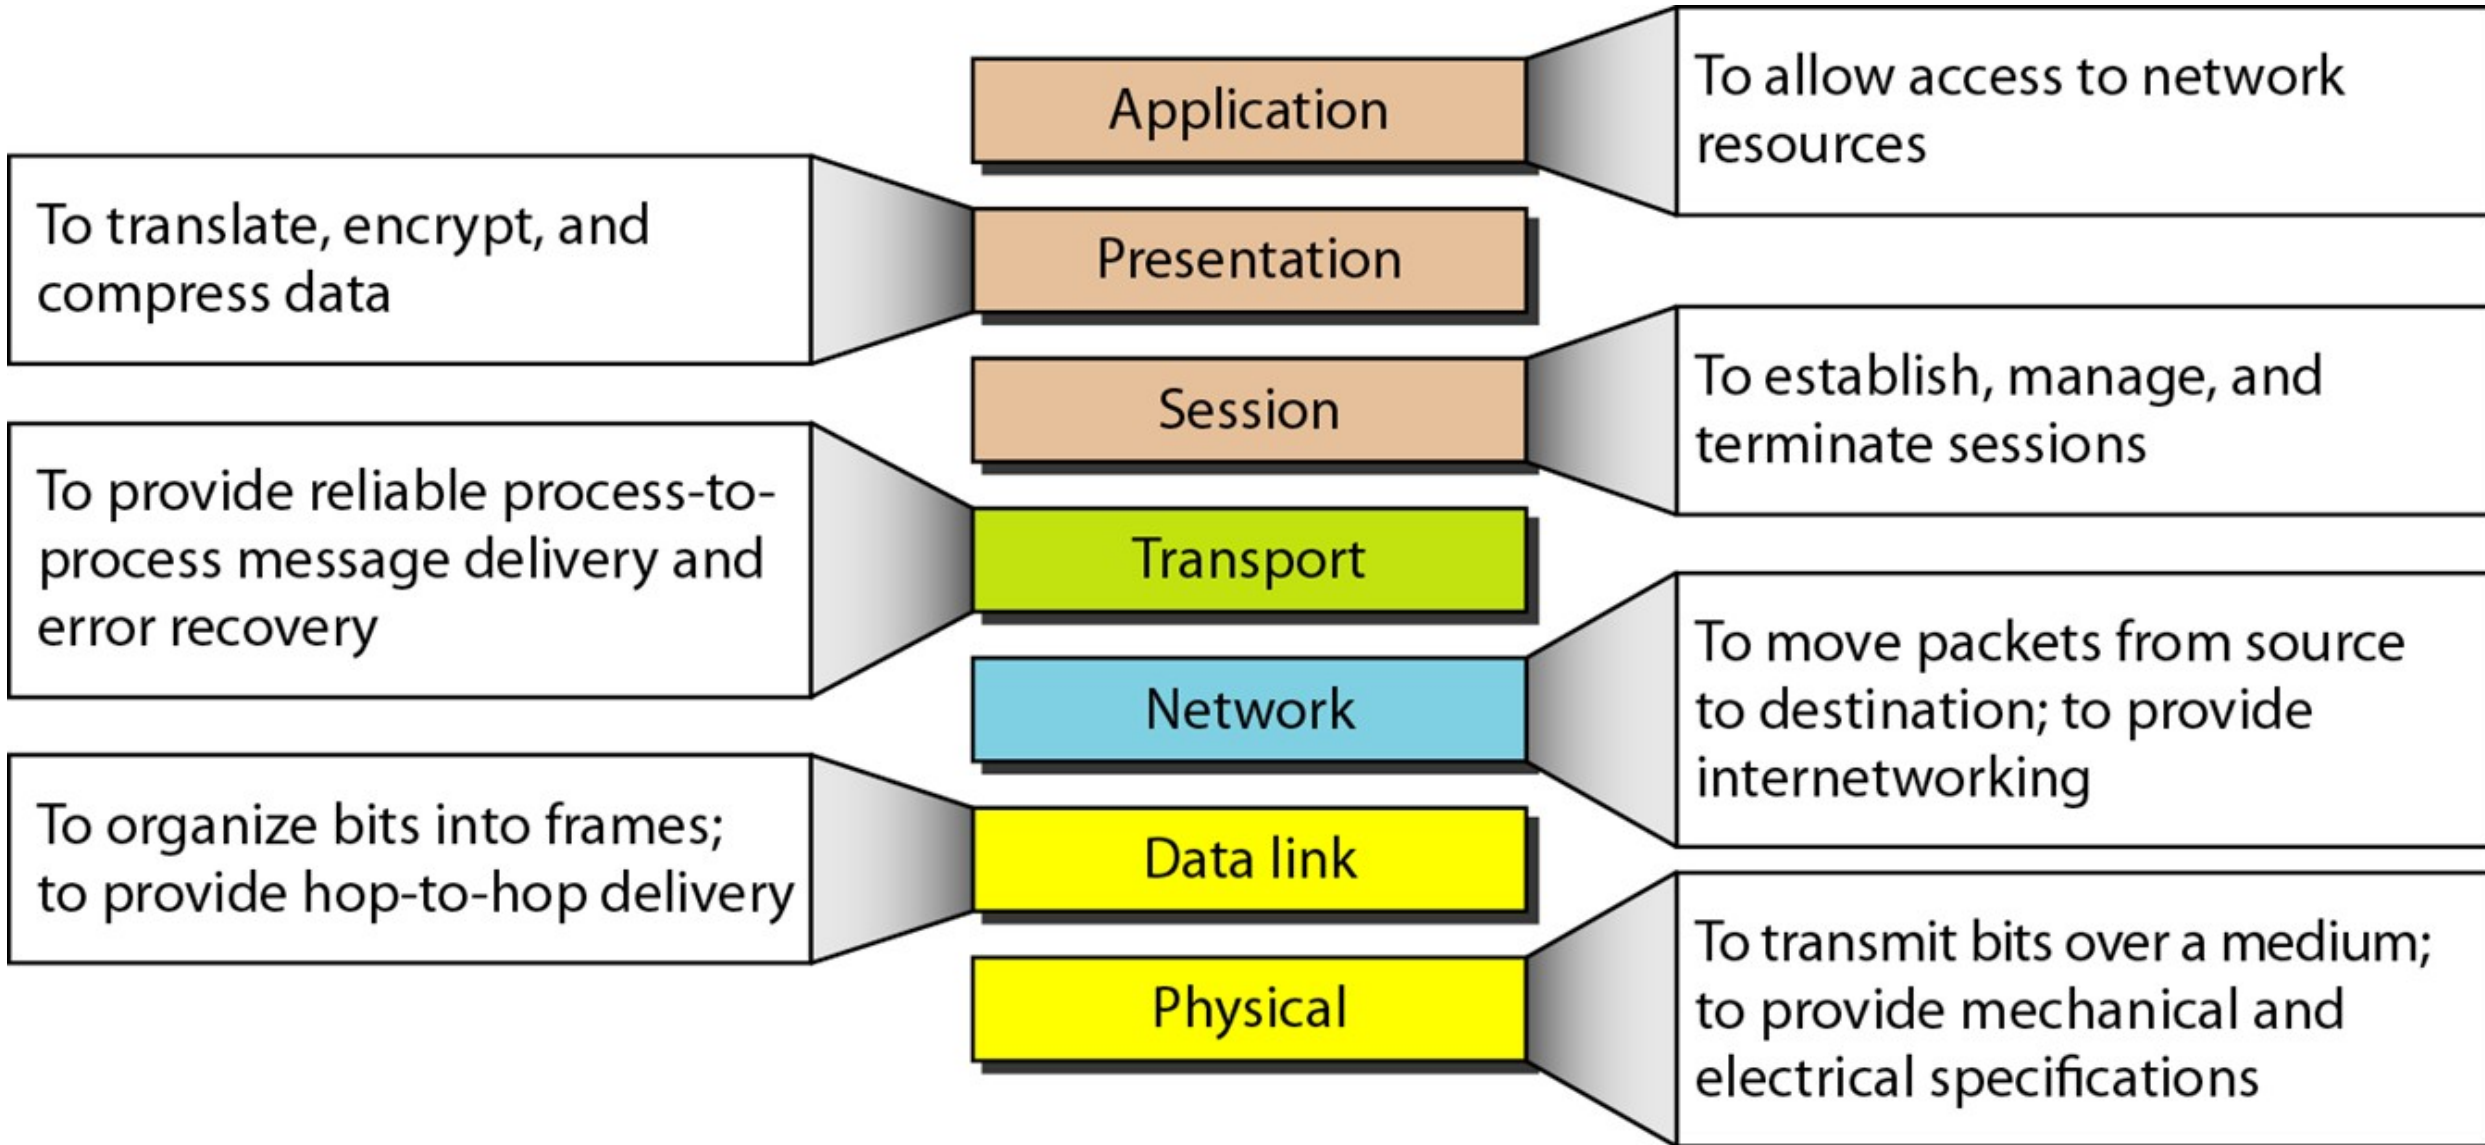 Application
To allow access to network
resources
To translate, encrypt, and
compress data
Presentation
Session
To establish, manage, and
terminate sessions
To provide reliable process-to-
process message delivery and
error recovery
Transport
Network
To move packets from source
to destination; to provide
internetworking
To organize bits into frames;
to provide hop-to-hop delivery
Data link
Physical
To transmit bits over a medium;
to provide mechanical and
electrical specifications